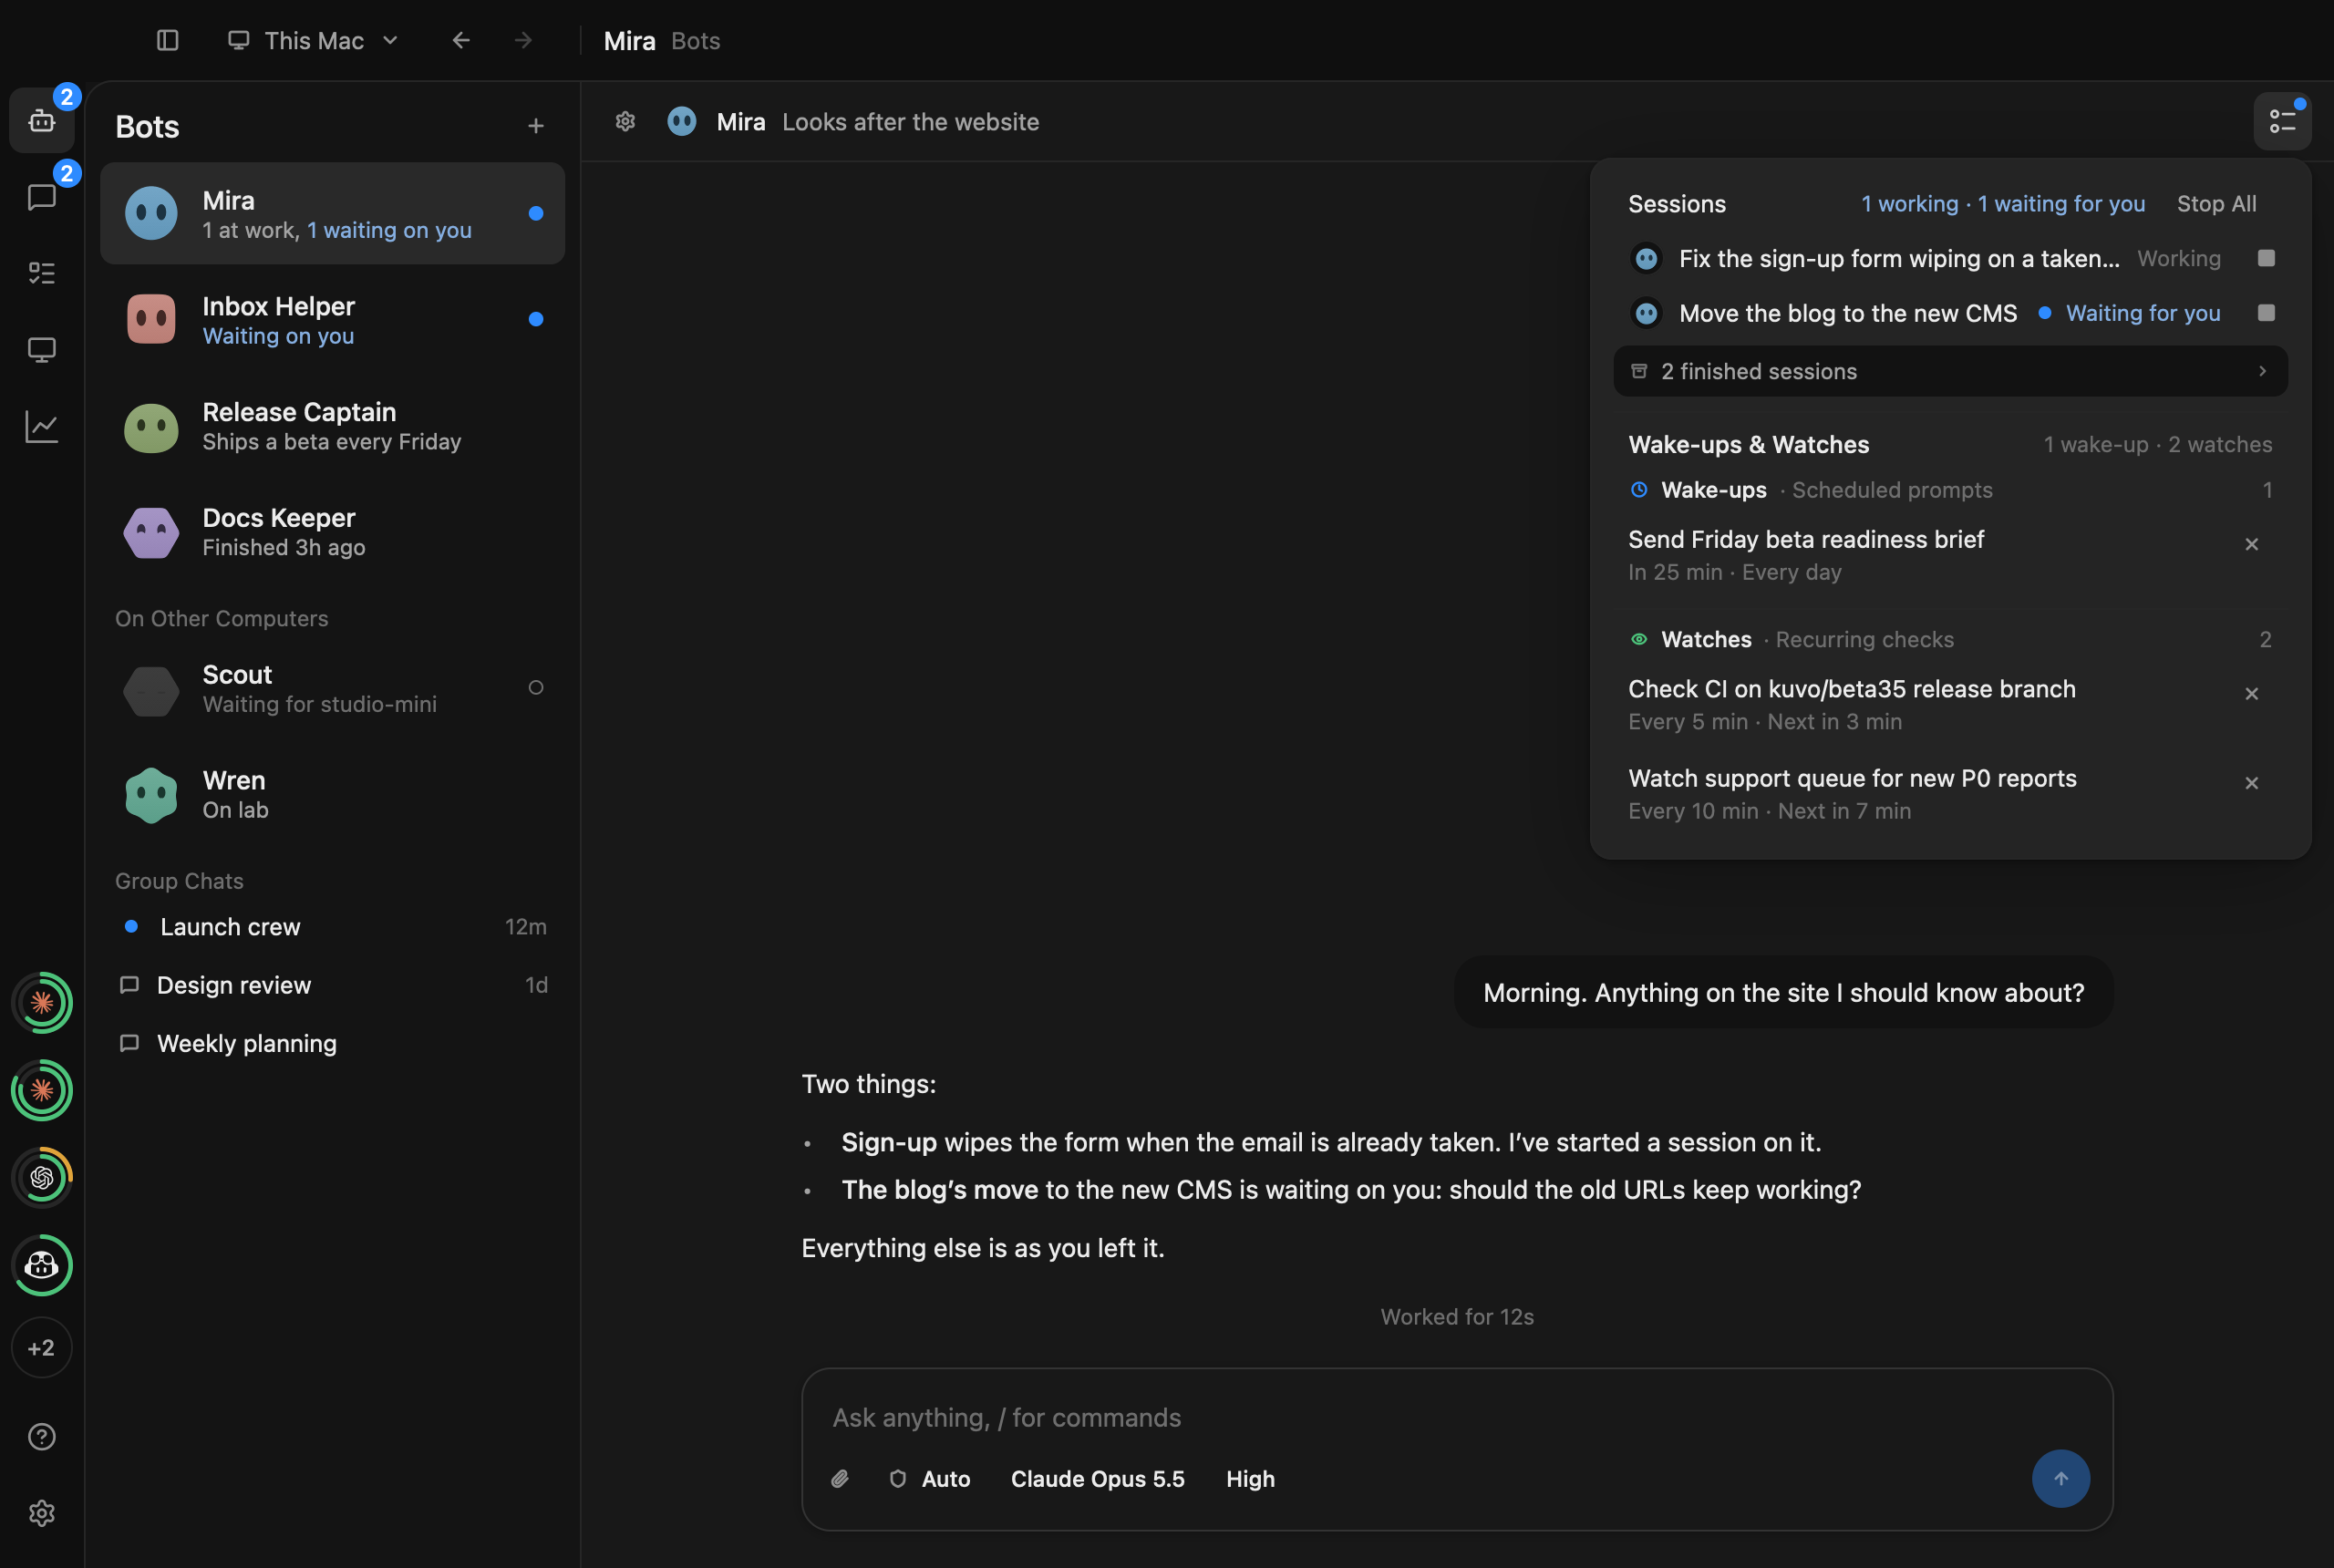 This Mac
Mira Bots
2
2
Bots
Mira
1 at work, 1 waiting on you
Inbox Helper
Waiting on you
Release Captain
Ships a beta every Friday
Docs Keeper
Finished 3h ago
On Other Computers
Scout
Waiting for studio-mini
Wren
On lab
Group Chats
Launch crew 12m
Design review 1d
Weekly planning
+2
Mira Looks after the website
Sessions 1 working · 1 waiting for you Stop All
Fix the sign-up form wiping on a taken... Working
Move the blog to the new CMS Waiting for you
2 finished sessions
Wake-ups & Watches 1 wake-up · 2 watches
Wake-ups · Scheduled prompts 1
Send Friday beta readiness brief
In 25 min · Every day
Watches · Recurring checks 2
Check CI on kuvo/beta35 release branch
Every 5 min · Next in 3 min
Watch support queue for new P0 reports
Every 10 min · Next in 7 min
Morning. Anything on the site I should know about?
Two things:
• Sign-up wipes the form when the email is already taken. I’ve started a session on it.
• The blog’s move to the new CMS is waiting on you: should the old URLs keep working?
Everything else is as you left it.
Worked for 12s
Ask anything, / for commands
Auto Claude Opus 5.5 High